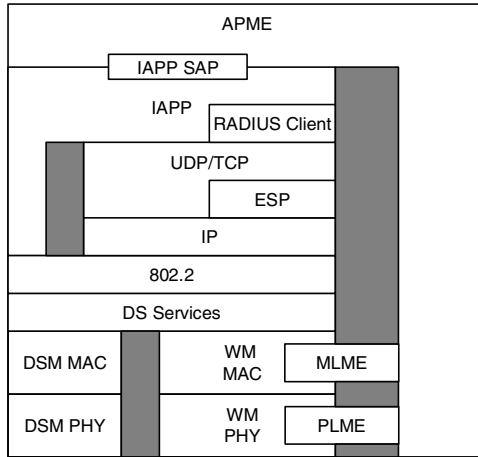 APME
IAPP SAP
IAPP
RADIUS Client
UDP/TCP
ESP
IP
802.2
DS Services
DSM MAC
WM
MAC
MLME
DSM PHY
WM
PHY
PLME